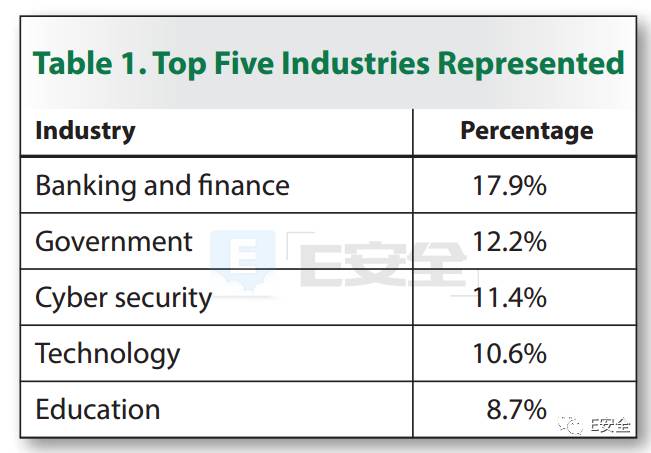 Table 1. Top Five Industries Represented
Industry Percentage
Banking and finance 17.9%
Government 12.2%
E「E安全」
Cyber security 11.4%
Technology 10.6%
Education 8.7%
E安全